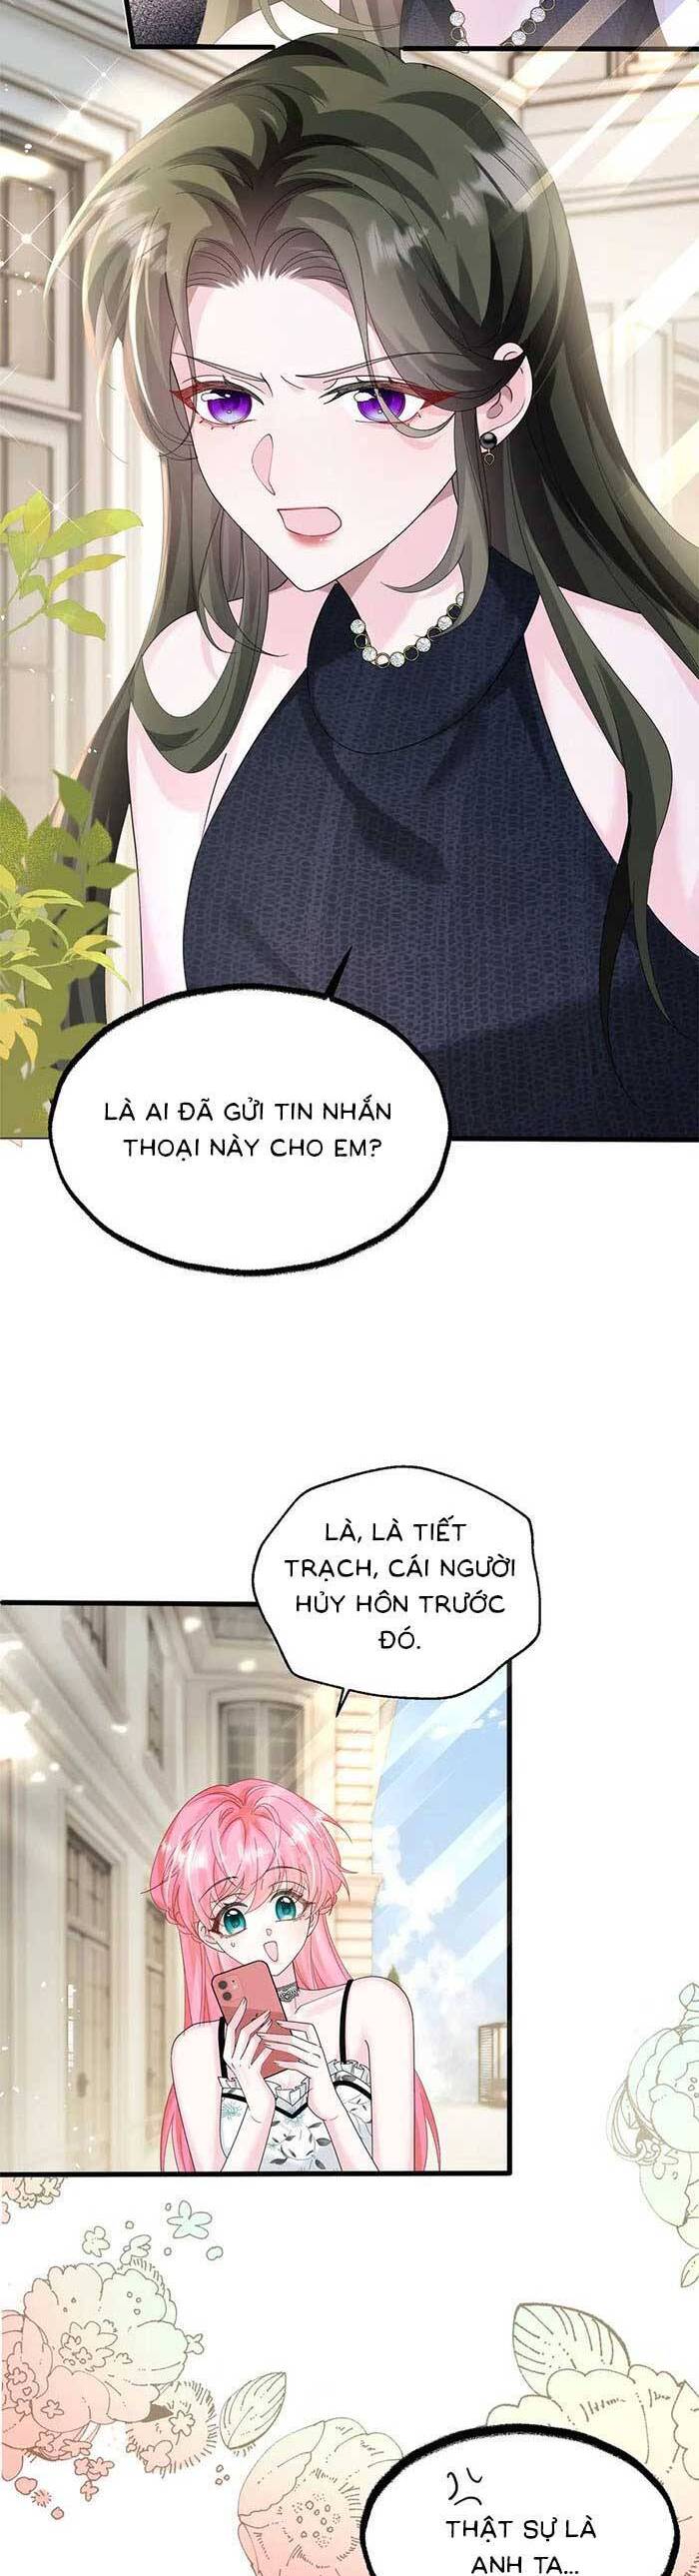 LÀ AI ĐÃ GỬI TIN NHẮN
THOẠI NÀY CHO EM?
LÀ, LÀ TIẾT
TRẠCH, CÁI NGƯỜI
HỦY HÔN TRƯỚC
ĐÓ.
THẬT SỰ LÀ
ANH TA...